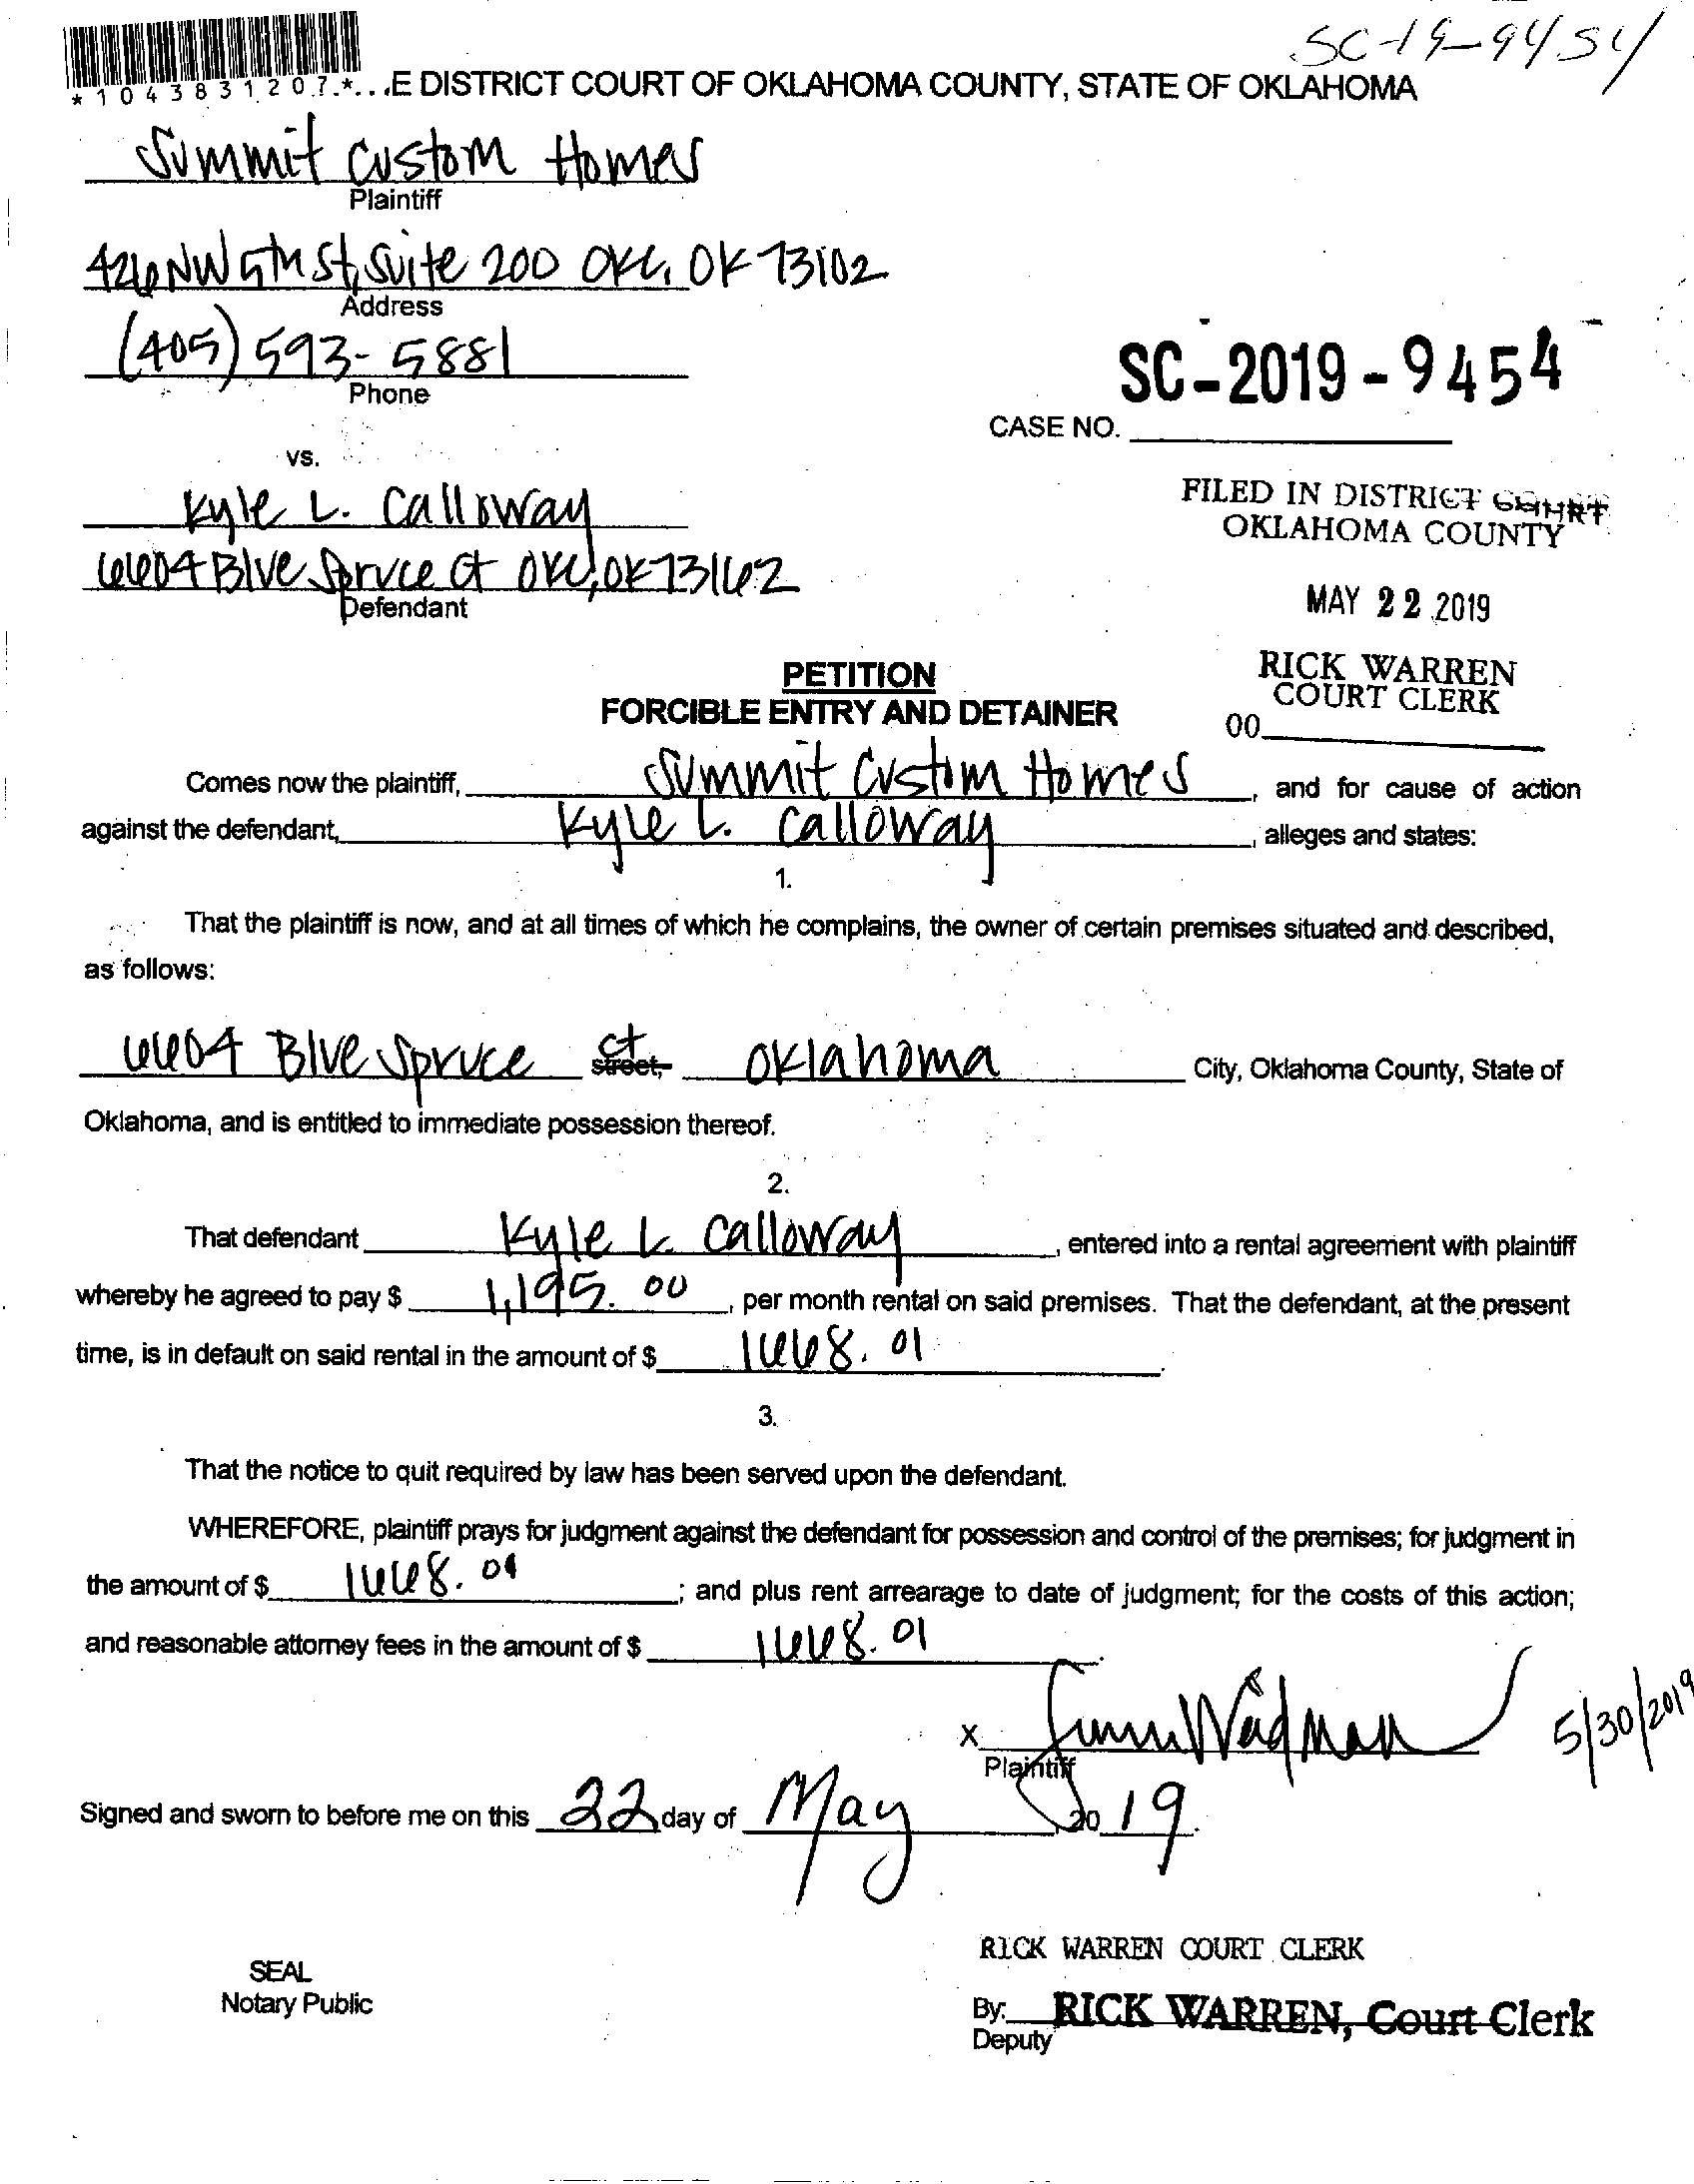 SC-19-9454
*1043831207*
E DISTRICT COURT OF OKLAHOMA COUNTY, STATE OF OKLAHOMA
Summit Custom Homes
Plaintiff
426 NW 5th St, Suite 200 OKC, OK 73102
Address
(405) 593-5881
Phone
SC-2019-9454
CASE NO.
vs.
Kyle L. Calloway
6604 Blue Spruce Ct OKC, OK 73162
Defendant
FILED IN DISTRICT COURT
OKLAHOMA COUNTY
MAY 22 2019
RICK WARREN
COURT CLERK
00
PETITION
FORCIBLE ENTRY AND DETAINER
Comes now the plaintiff, Summit Custom Homes, and for cause of action
against the defendant, Kyle L. Calloway, alleges and states:
1.
That the plaintiff is now, and at all times of which he complains, the owner of certain premises situated and described,
as follows:
6604 Blue Spruce Ct street, Oklahoma City, Oklahoma County, State of
Oklahoma, and is entitled to immediate possession thereof.
2.
That defendant Kyle L. Calloway, entered into a rental agreement with plaintiff
whereby he agreed to pay $ 1,195.00, per month rental on said premises. That the defendant, at the present
time, is in default on said rental in the amount of $ 1668.01.
3.
That the notice to quit required by law has been served upon the defendant.
WHEREFORE, plaintiff prays for judgment against the defendant for possession and control of the premises; for judgment in
the amount of $ 1668.01; and plus rent arrearage to date of judgment; for the costs of this action;
and reasonable attorney fees in the amount of $ 1668.01.
X
5/30/2019
Plaintiff
Signed and sworn to before me on this 22 day of May, 2019.
RICK WARREN COURT CLERK
SEAL
Notary Public
By: RICK WARREN, Court Clerk
Deputy